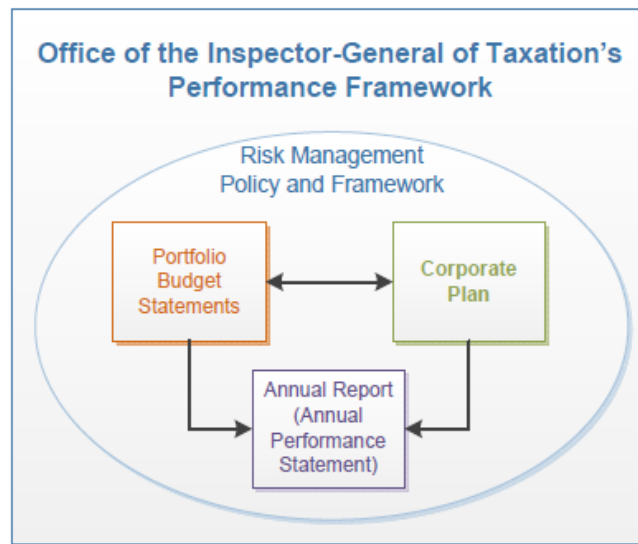 Office of the Inspector-General of Taxation's
Performance Framework
Risk Management
Policy and Framework
Portfolio
Budget
Statements
Corporate
Plan
Annual Report
(Annual
Performance
Statement)